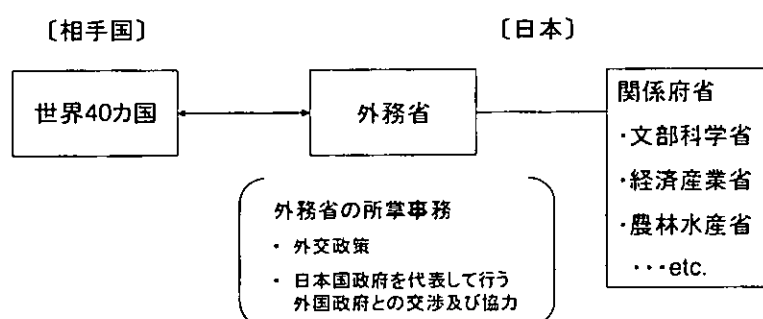 〔相手国〕
〔日本〕
世界40カ国
外務省
関係府省
・文部科学省
・経済産業省
・農林水産省
・・・etc.
外務省の所掌事務
・ 外交政策
・ 日本国政府を代表して行う
外国政府との交渉及び協力